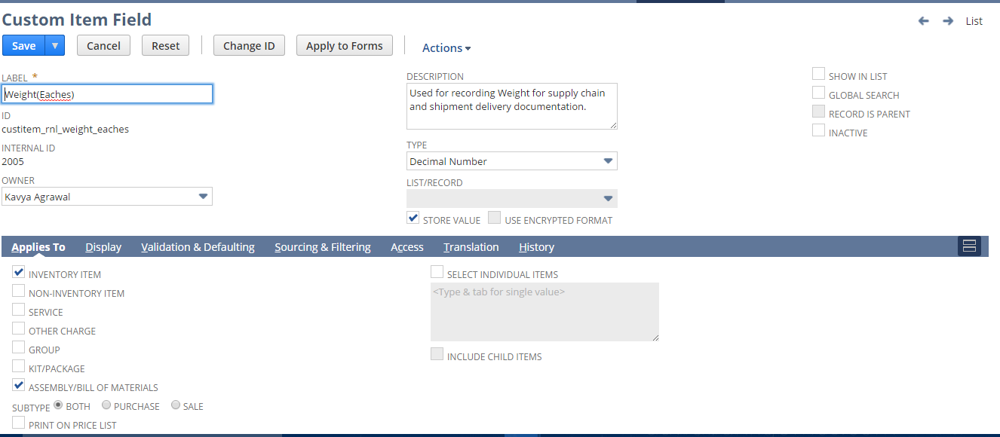 Custom Item Field
List
Save
Cancel
Reset
Change ID
Apply to Forms
Actions
LABEL *
Weight(Eaches)
ID
custitem_rnl_weight_eaches
INTERNAL ID
2005
OWNER
Kavya Agrawal
DESCRIPTION
Used for recording Weight for supply chain
and shipment delivery documentation.
TYPE
Decimal Number
LIST/RECORD
STORE VALUE
USE ENCRYPTED FORMAT
SHOW IN LIST
GLOBAL SEARCH
RECORD IS PARENT
INACTIVE
Applies To
Display
Validation & Defaulting
Sourcing & Filtering
Access
Translation
History
INVENTORY ITEM
NON-INVENTORY ITEM
SERVICE
OTHER CHARGE
GROUP
KIT/PACKAGE
ASSEMBLY/BILL OF MATERIALS
SUBTYPE BOTH PURCHASE SALE
PRINT ON PRICE LIST
SELECT INDIVIDUAL ITEMS
<Type & tab for single value>
INCLUDE CHILD ITEMS